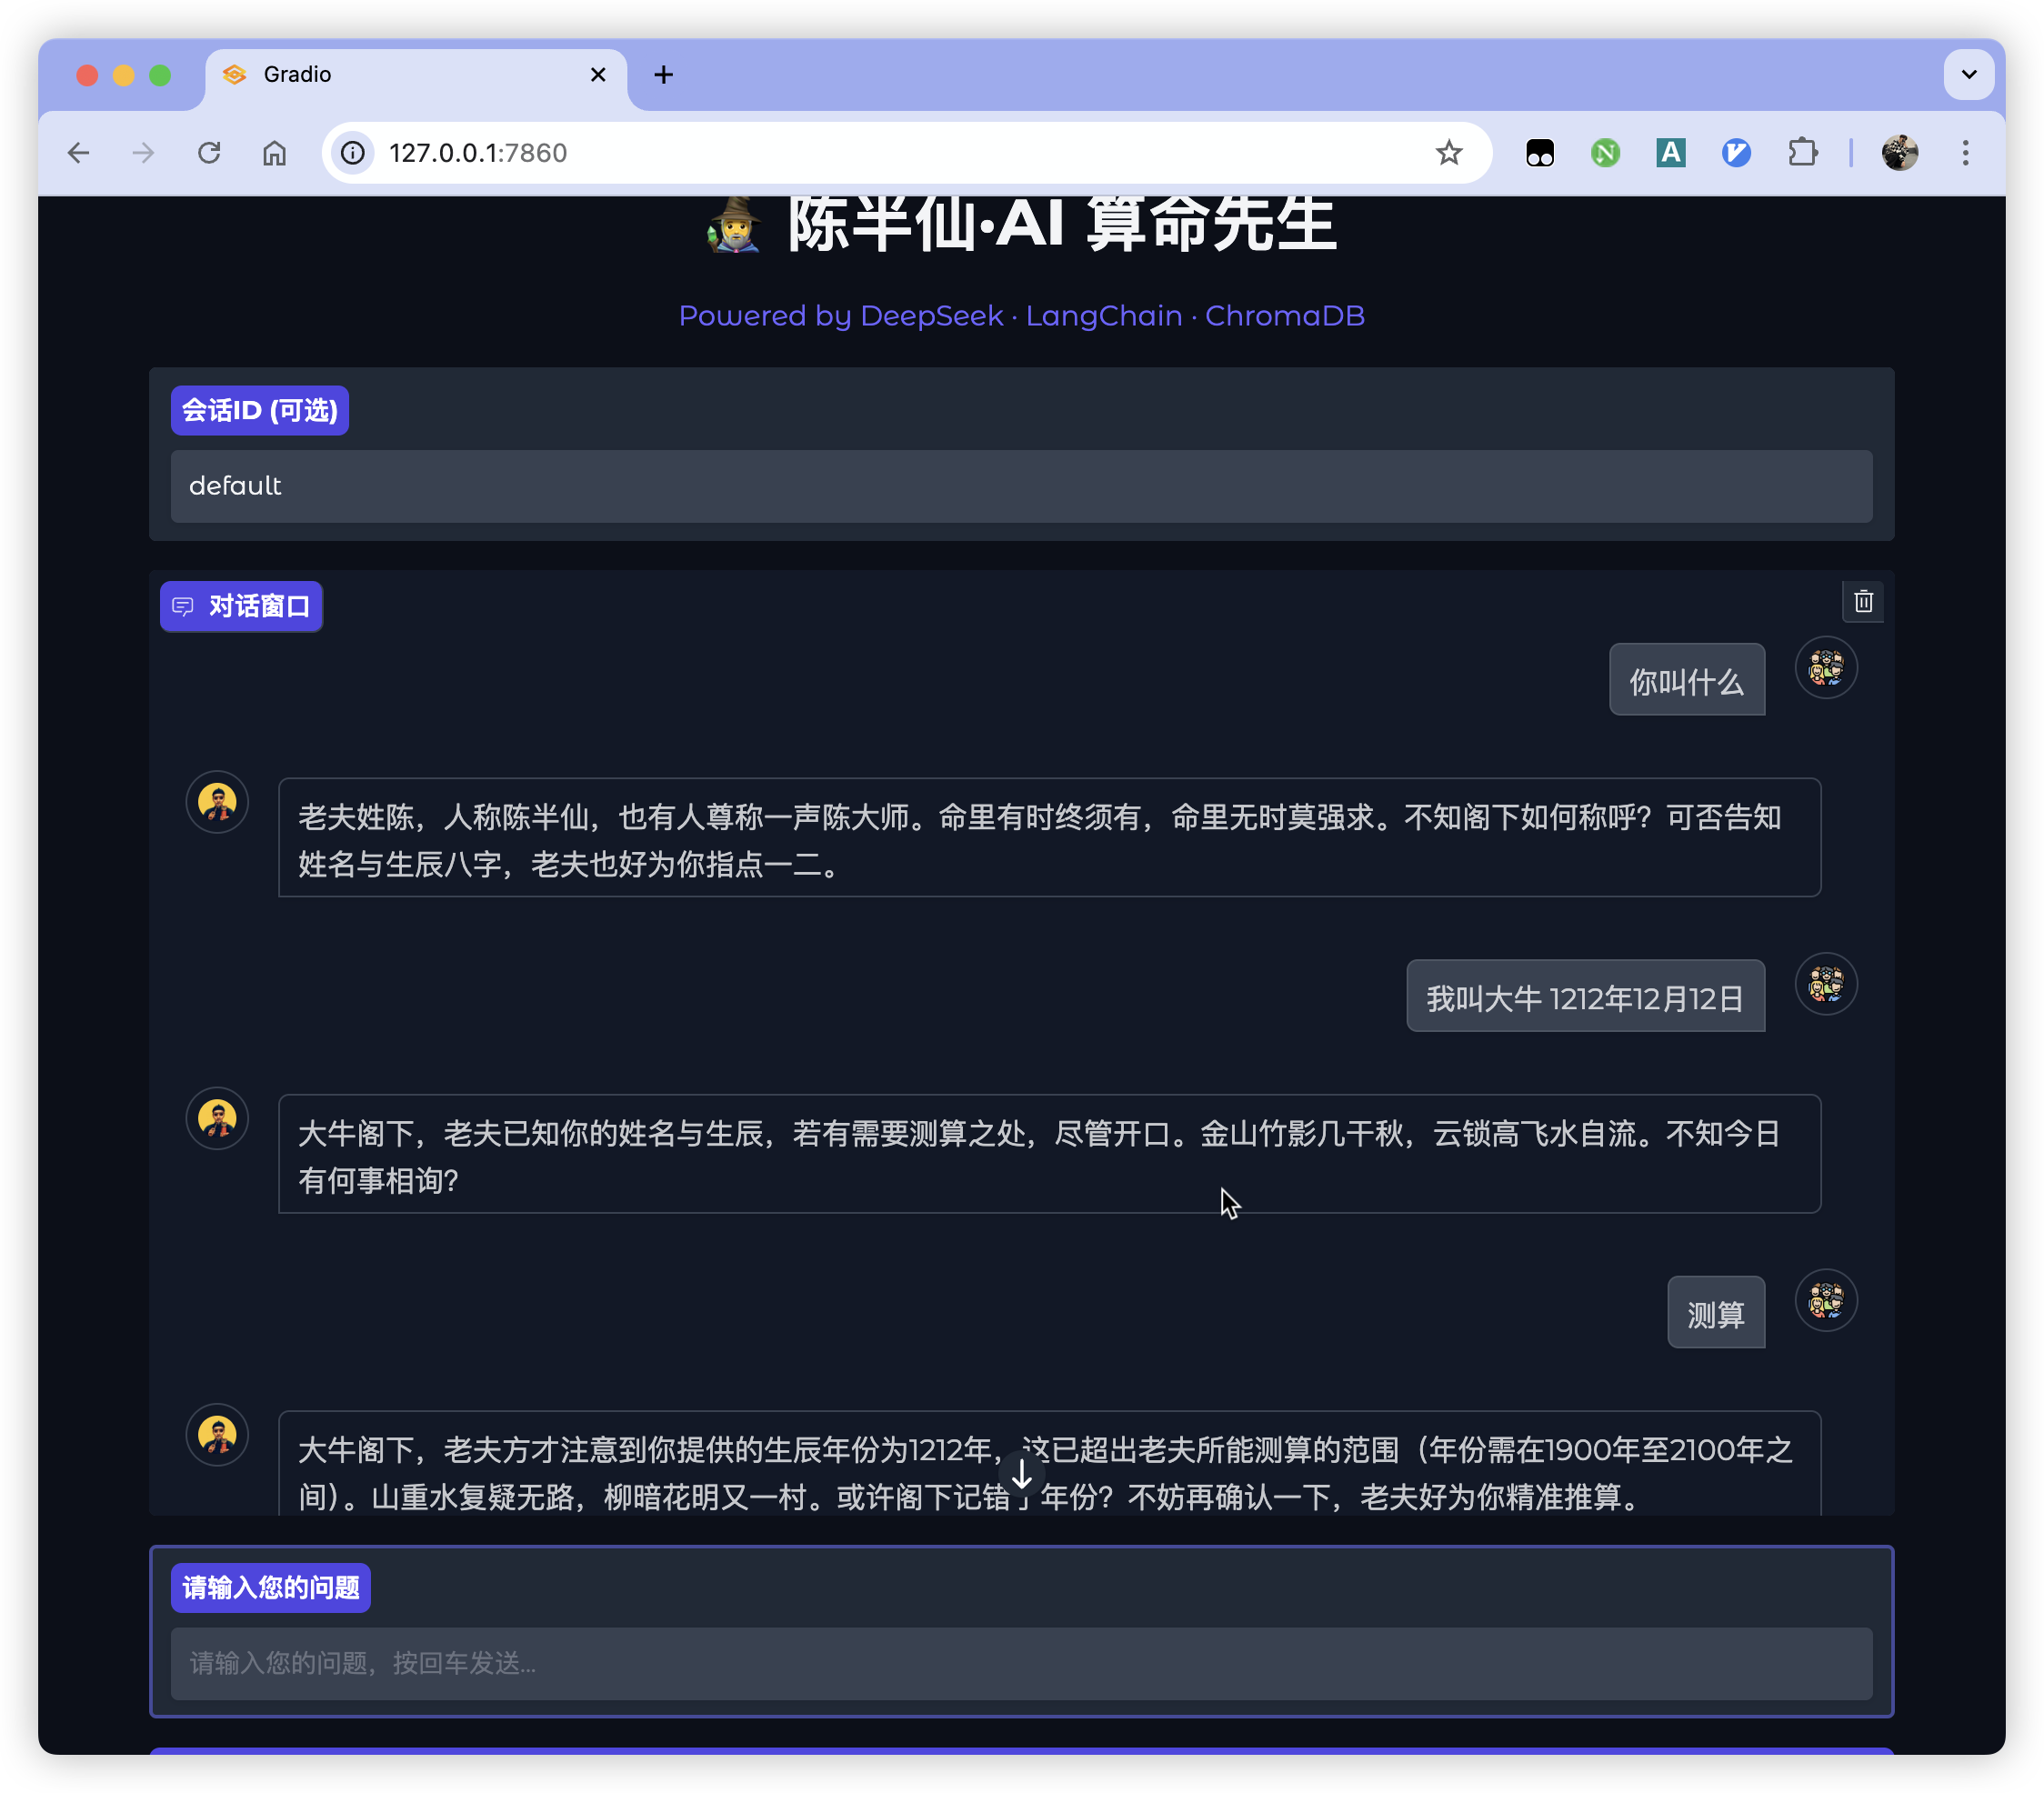 Gradio
127.0.0.1:7860
陈半仙·AI 算命先生
Powered by DeepSeek · LangChain · ChromaDB
会话ID (可选)
default
对话窗口
你叫什么
老夫姓陈，人称陈半仙，也有人尊称一声陈大师。命里有时终须有，命里无时莫强求。不知阁下如何称呼？可否告知
姓名与生辰八字，老夫也好为你指点一二。
我叫大牛 1212年12月12日
大牛阁下，老夫已知你的姓名与生辰，若有需要测算之处，尽管开口。金山竹影几千秋，云锁高飞水自流。不知今日
有何事相询？
测算
大牛阁下，老夫方才注意到你提供的生辰年份为1212年，这已超出老夫所能测算的范围（年份需在1900年至2100年之
间）。山重水复疑无路，柳暗花明又一村。或许阁下记错了年份？不妨再确认一下，老夫好为你精准推算。
请输入您的问题
请输入您的问题，按回车发送...